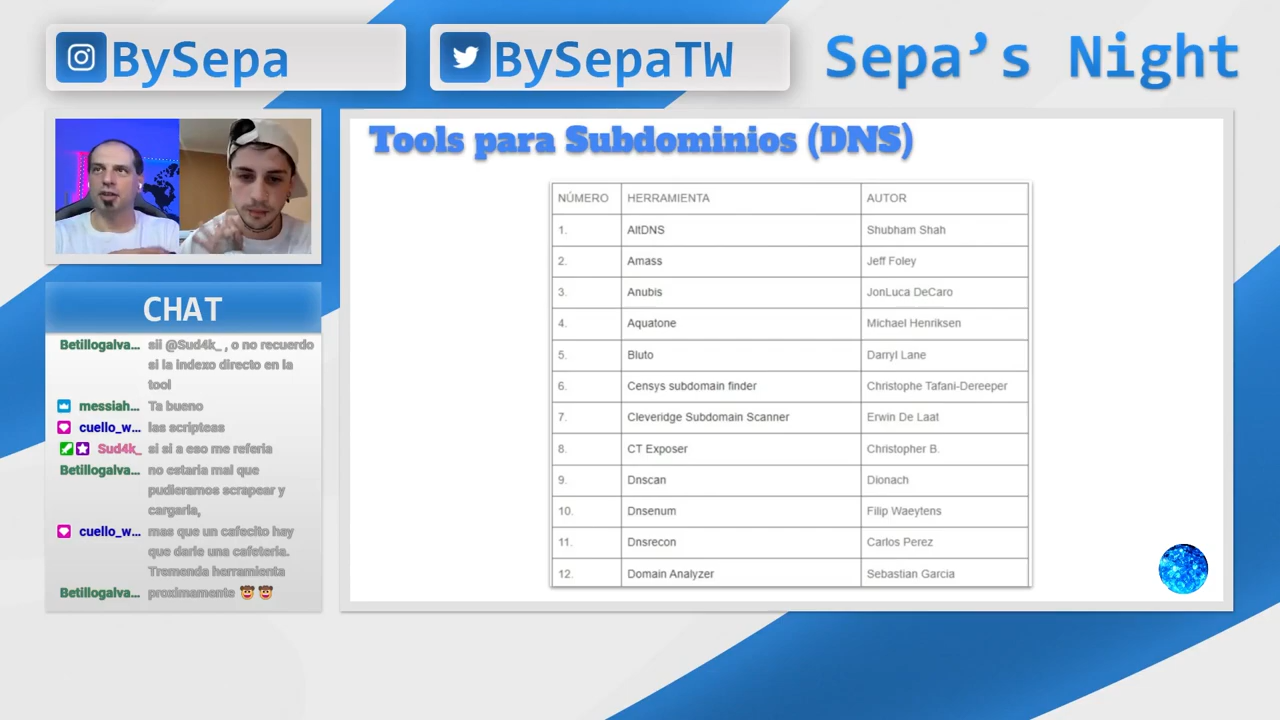 BySepa
BySepaTW
Sepa's Night
Tools para Subdominios (DNS)
NÚMERO HERRAMIENTA AUTOR
1. AltDNS Shubham Shah
2. Amass Jeff Foley
3. Anubis JonLuca DeCaro
4. Aquatone Michael Henriksen
5. Bluto Darryl Lane
6. Censys subdomain finder Christophe Tafani-Dereeper
7. Cleveridge Subdomain Scanner Erwin De Laat
8. CT Exposer Christopher B.
9. Dnscan Dionach
10. Dnsenum Filip Waeytens
11. Dnsrecon Carlos Perez
12. Domain Analyzer Sebastian Garcia
CHAT
Betillogalva... sii @Sud4k_ , o no recuerdo
si la indexo directo en la
tool
messiah... Ta bueno
cuello_w... las scripteas
Sud4k_ si si a eso me referia
Betillogalva... no estaria mal que
pudieramos scrapear y
cargarla,
cuello_w... mas que un cafecito hay
que darle una cafeteria.
Tremenda herramienta
Betillogalva... proximamente 🤠 🤠